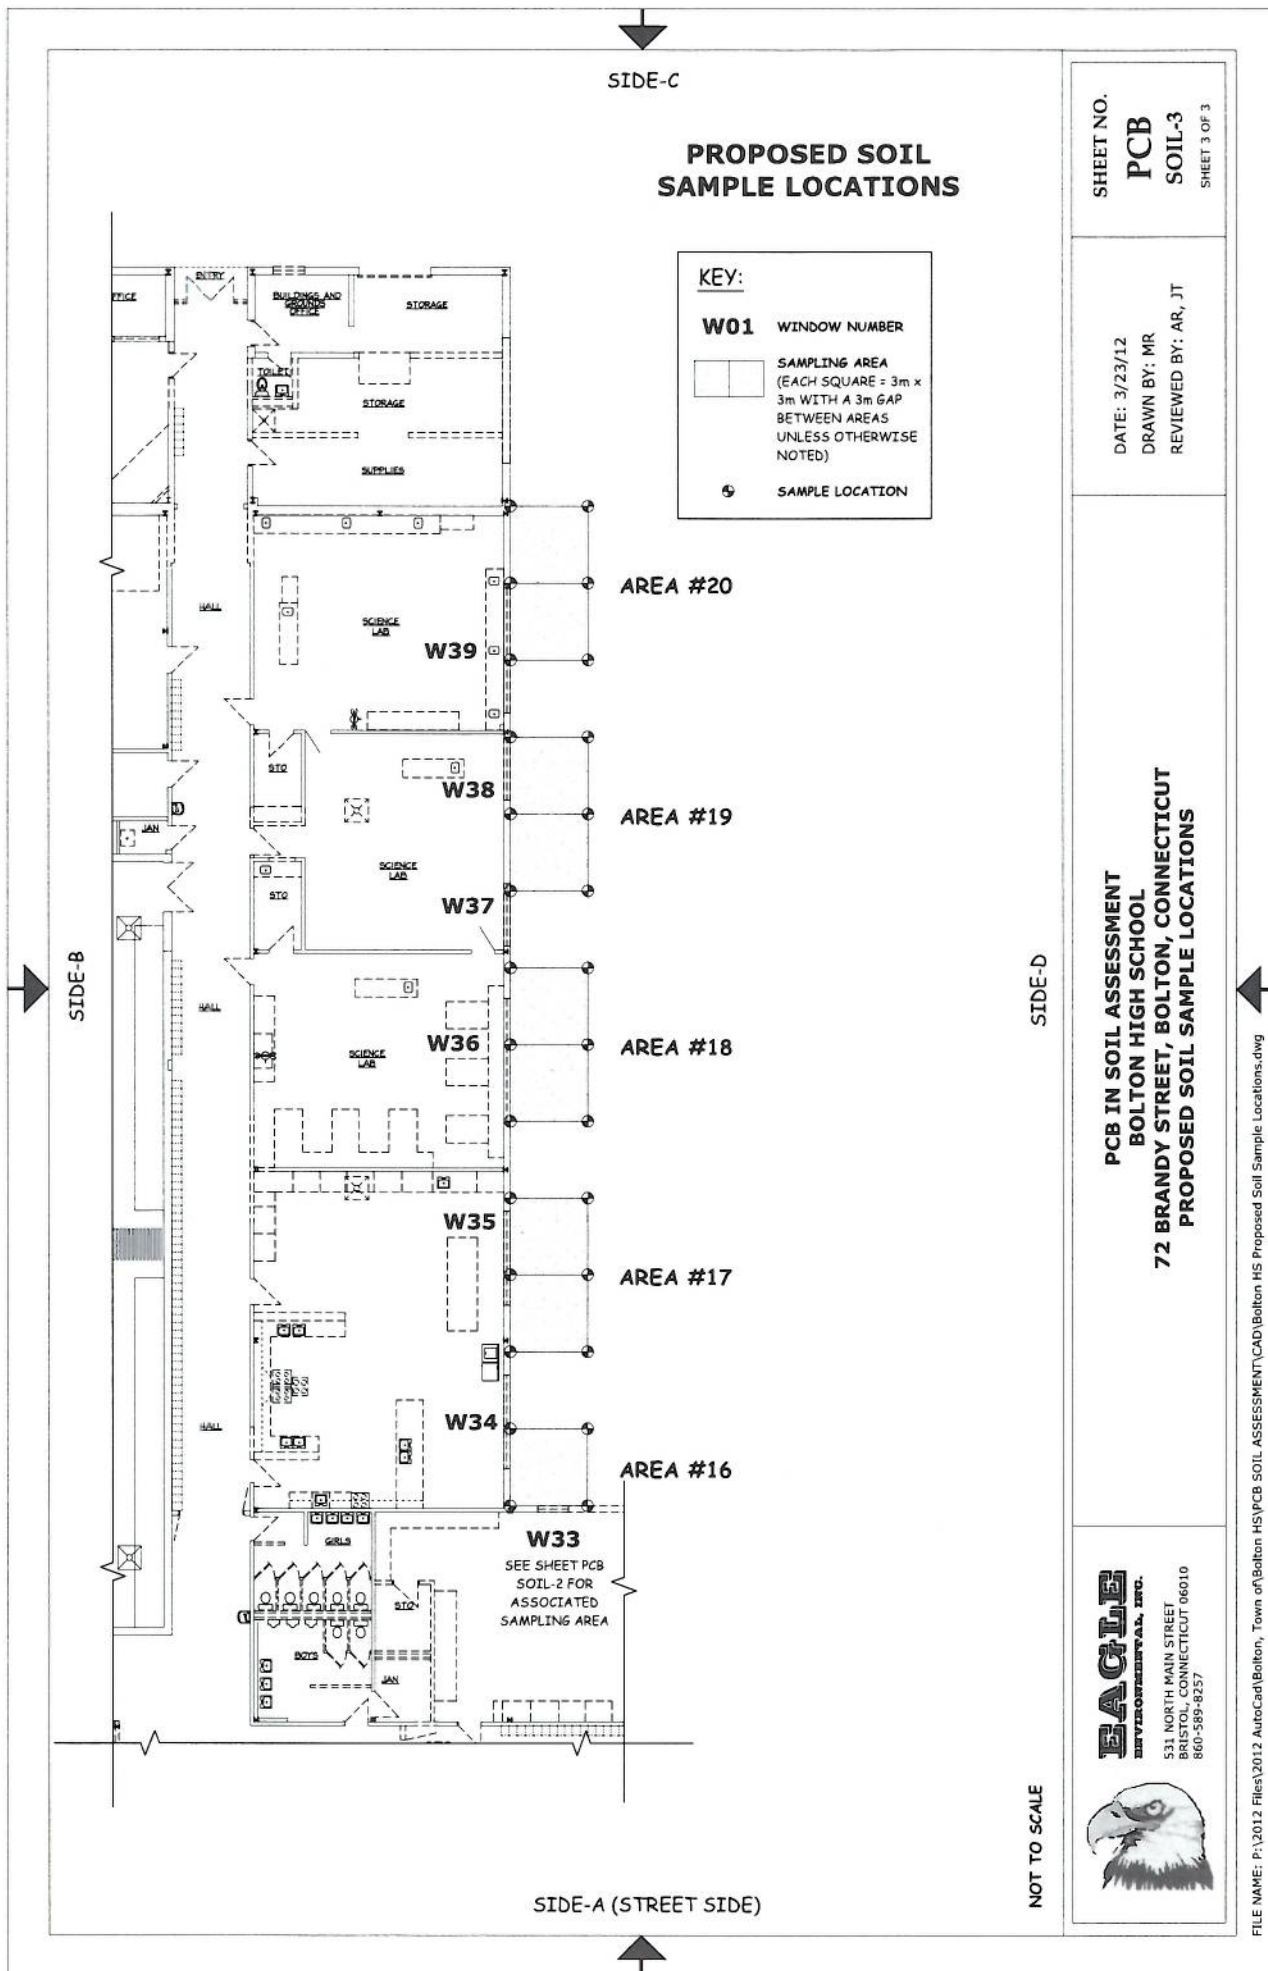 SIDE-C
PROPOSED SOIL
SAMPLE LOCATIONS
KEY:
W01 WINDOW NUMBER
SAMPLING AREA
(EACH SQUARE = 3m x
3m WITH A 3m GAP
BETWEEN AREAS
UNLESS OTHERWISE
NOTED)
SAMPLE LOCATION
FFICE
ENTRY
BUILDINGS AND
GROUNDS
OFFICE
STORAGE
TOILET
STORAGE
SUPPLIES
AREA #20
HALL
SCIENCE
LAB
W39
STO
W38
AREA #19
JAN
SCIENCE
LAB
STO
W37
SIDE-B
SIDE-D
HALL
W36
AREA #18
SCIENCE
LAB
W35
AREA #17
HALL
W34
AREA #16
GIRLS
W33
SEE SHEET PCB
SOIL-2 FOR
ASSOCIATED
SAMPLING AREA
STO
BOYS
JAN
NOT TO SCALE
SIDE-A (STREET SIDE)
SHEET NO.
PCB
SOIL-3
SHEET 3 OF 3
DATE: 3/23/12
DRAWN BY: MR
REVIEWED BY: AR, JT
PCB IN SOIL ASSESSMENT
BOLTON HIGH SCHOOL
72 BRANDY STREET, BOLTON, CONNECTICUT
PROPOSED SOIL SAMPLE LOCATIONS
EAGLE
ENVIRONMENTAL, INC.
531 NORTH MAIN STREET
BRISTOL, CONNECTICUT 06010
860-589-8257
FILE NAME: P:\2012 Files\2012 AutoCad\Bolton, Town of\Bolton HS\PCB SOIL ASSESSMENT\CAD\Bolton HS Proposed Soil Sample Locations.dwg